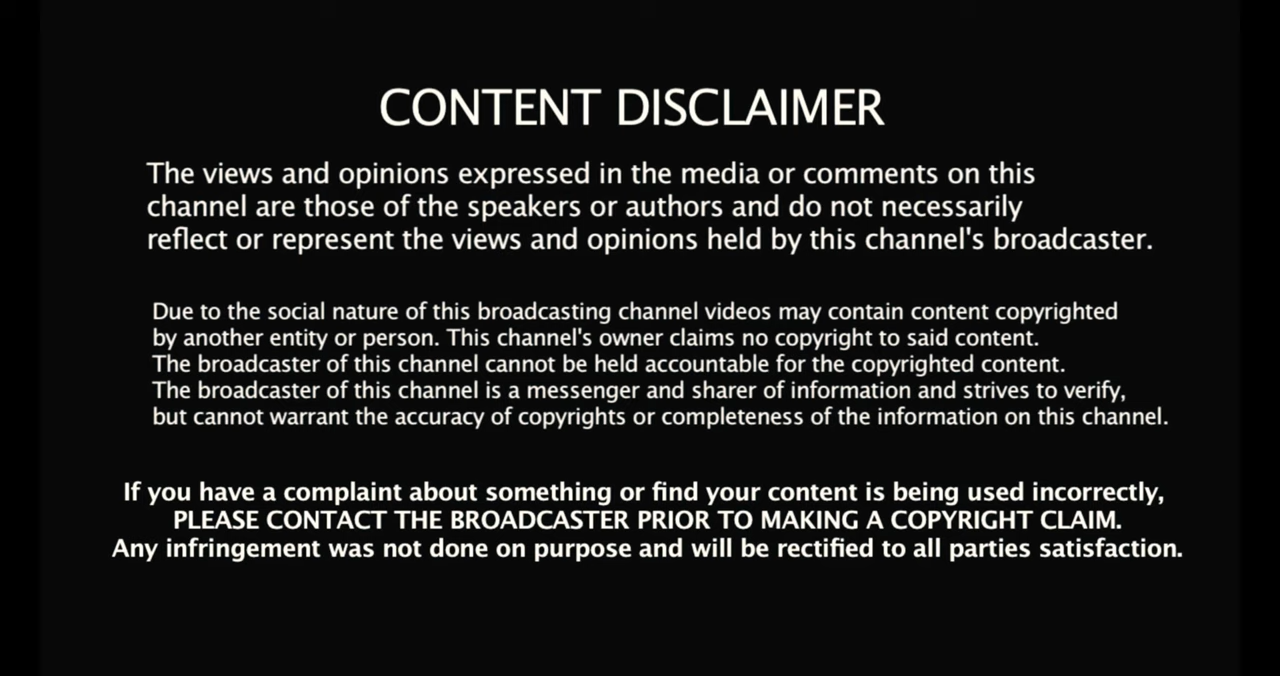 CONTENT DISCLAIMER
The views and opinions expressed in the media or comments on this
channel are those of the speakers or authors and do not necessarily
reflect or represent the views and opinions held by this channel's broadcaster.
Due to the social nature of this broadcasting channel videos may contain content copyrighted
by another entity or person. This channel's owner claims no copyright to said content.
The broadcaster of this channel cannot be held accountable for the copyrighted content.
The broadcaster of this channel is a messenger and sharer of information and strives to verify,
but cannot warrant the accuracy of copyrights or completeness of the information on this channel.
If you have a complaint about something or find your content is being used incorrectly,
PLEASE CONTACT THE BROADCASTER PRIOR TO MAKING A COPYRIGHT CLAIM.
Any infringement was not done on purpose and will be rectified to all parties satisfaction.